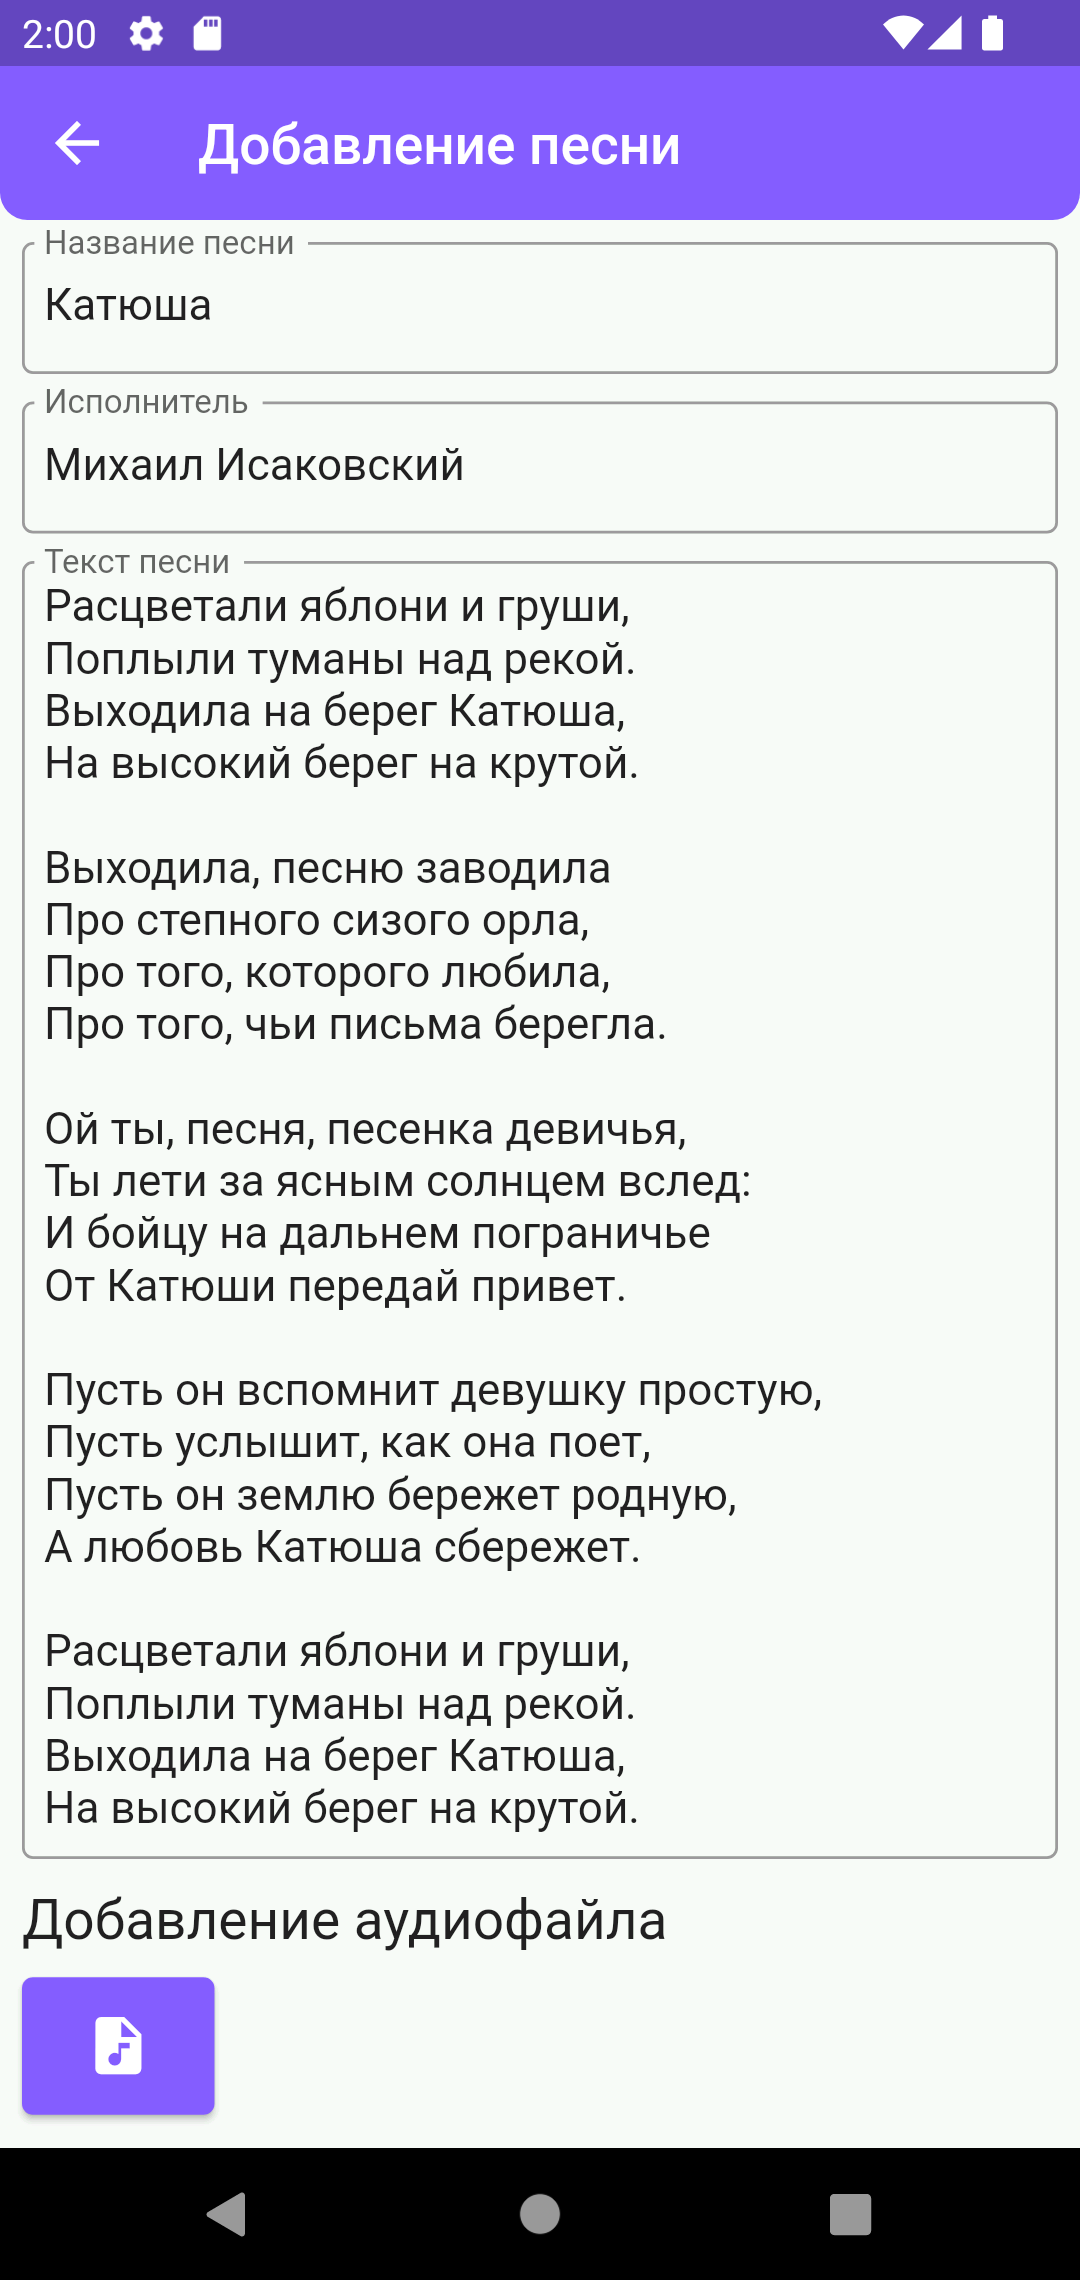 2:00
Добавление песни
Название песни
Катюша
Исполнитель
Михаил Исаковский
Текст песни
Расцветали яблони и груши,
Поплыли туманы над рекой.
Выходила на берег Катюша,
На высокий берег на крутой.

Выходила, песню заводила
Про степного сизого орла,
Про того, которого любила,
Про того, чьи письма берегла.

Ой ты, песня, песенка девичья,
Ты лети за ясным солнцем вслед:
И бойцу на дальнем пограничье
От Катюши передай привет.

Пусть он вспомнит девушку простую,
Пусть услышит, как она поет,
Пусть он землю бережет родную,
А любовь Катюша сбережет.

Расцветали яблони и груши,
Поплыли туманы над рекой.
Выходила на берег Катюша,
На высокий берег на крутой.
Добавление аудиофайла